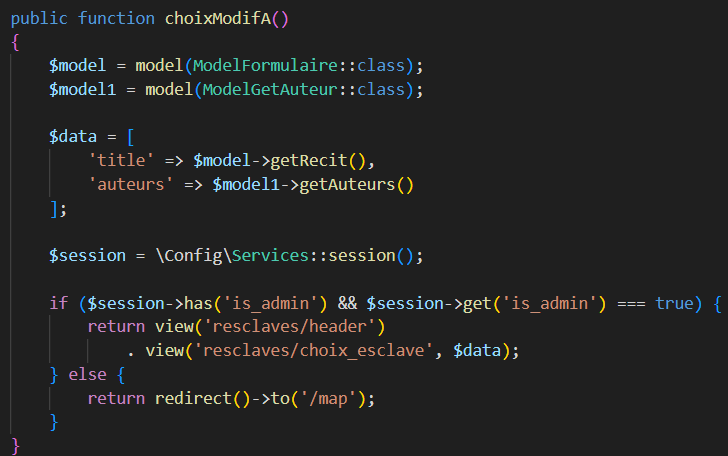 public function choixModifA()
{
    $model = model(ModelFormulaire::class);
    $model1 = model(ModelGetAuteur::class);

    $data = [
        'title' => $model->getRecit(),
        'auteurs' => $model1->getAuteurs()
    ];

    $session = \Config\Services::session();

    if ($session->has('is_admin') && $session->get('is_admin') === true) {
        return view('resclaves/header')
            . view('resclaves/choix_esclave', $data);
    } else {
        return redirect()->to('/map');
    }
}